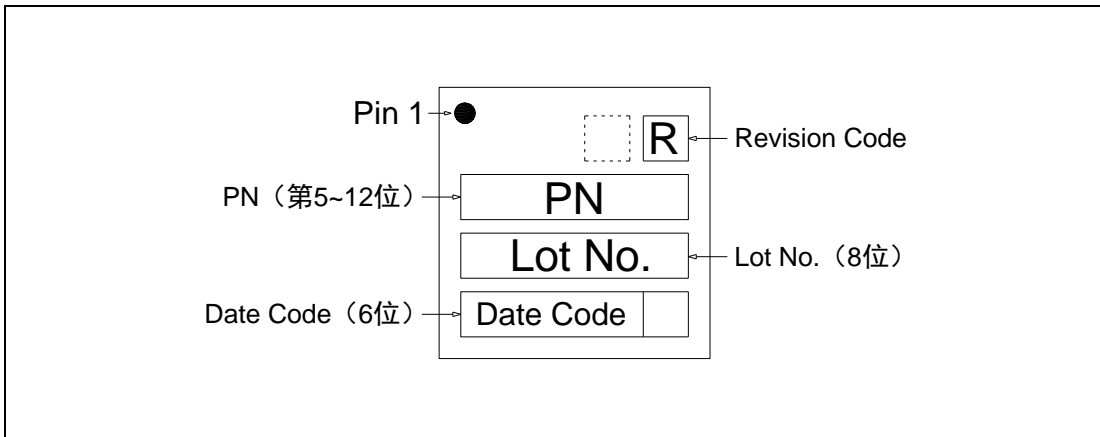 Pin 1
R
Revision Code
PN（第5~12位）
PN
Lot No.
Lot No.（8位）
Date Code（6位）
Date Code